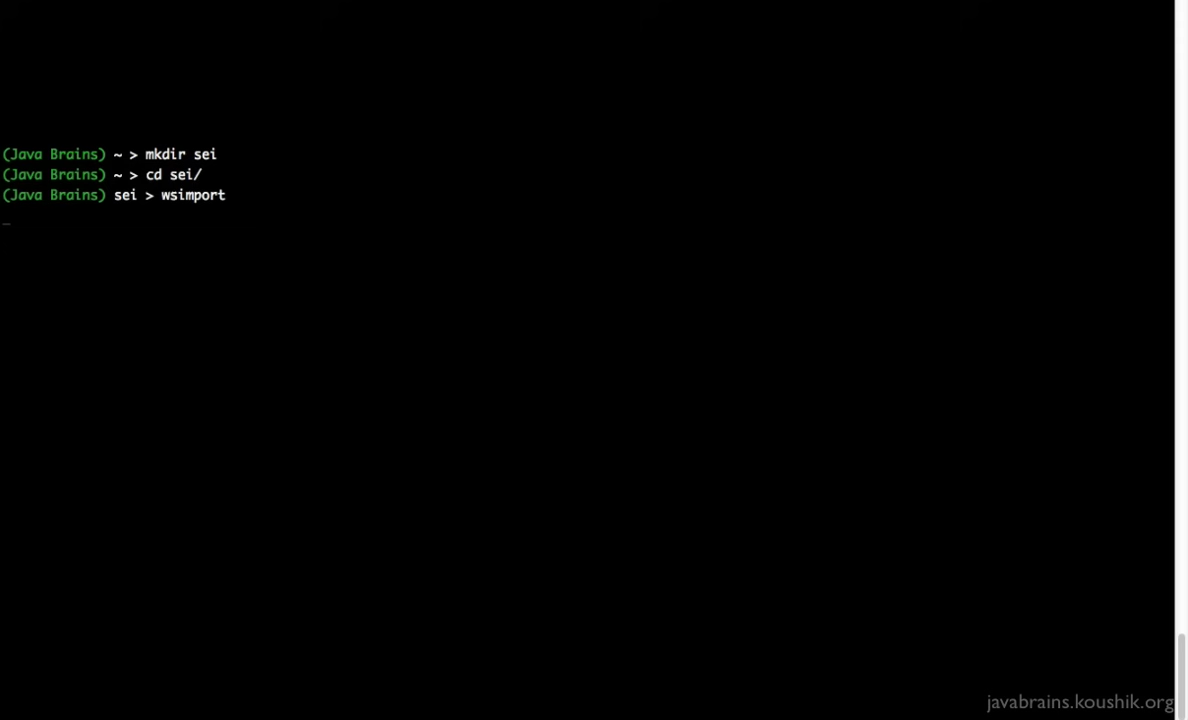 (Java Brains) ~ > mkdir sei
(Java Brains) ~ > cd sei/
(Java Brains) sei > wsimport
javabrains.koushik.org